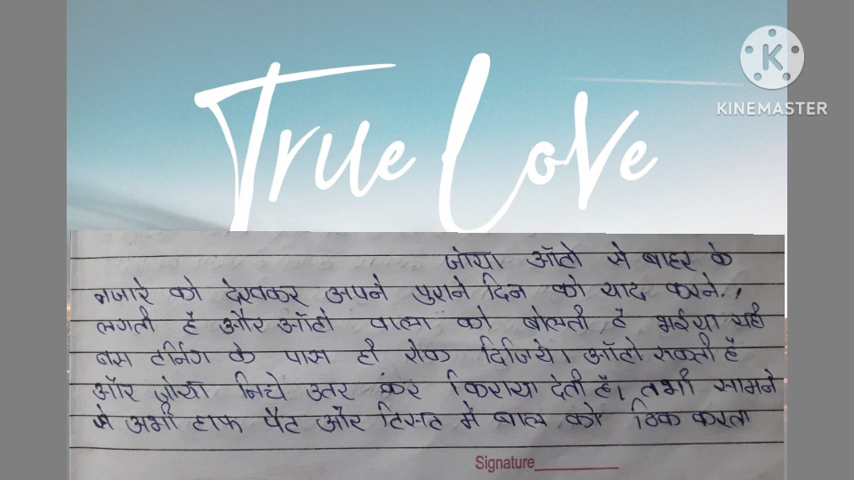 True Love
KINEMASTER
जोया ऑटो से बाहर के
नजारे को देखकर अपने पुराने दिन को याद करने..
लगती हैं और ऑटो वाला को बोलती हैं भईया यही
बस टर्निंग के पास ही रोक दिजिये। ऑटो रुकती हैं
और जोया निचे उतर कर किराया देती हैं। तभी सामने
से अभी हाफ पैंट और टिसर्ट में बाल को ठिक करता
Signature